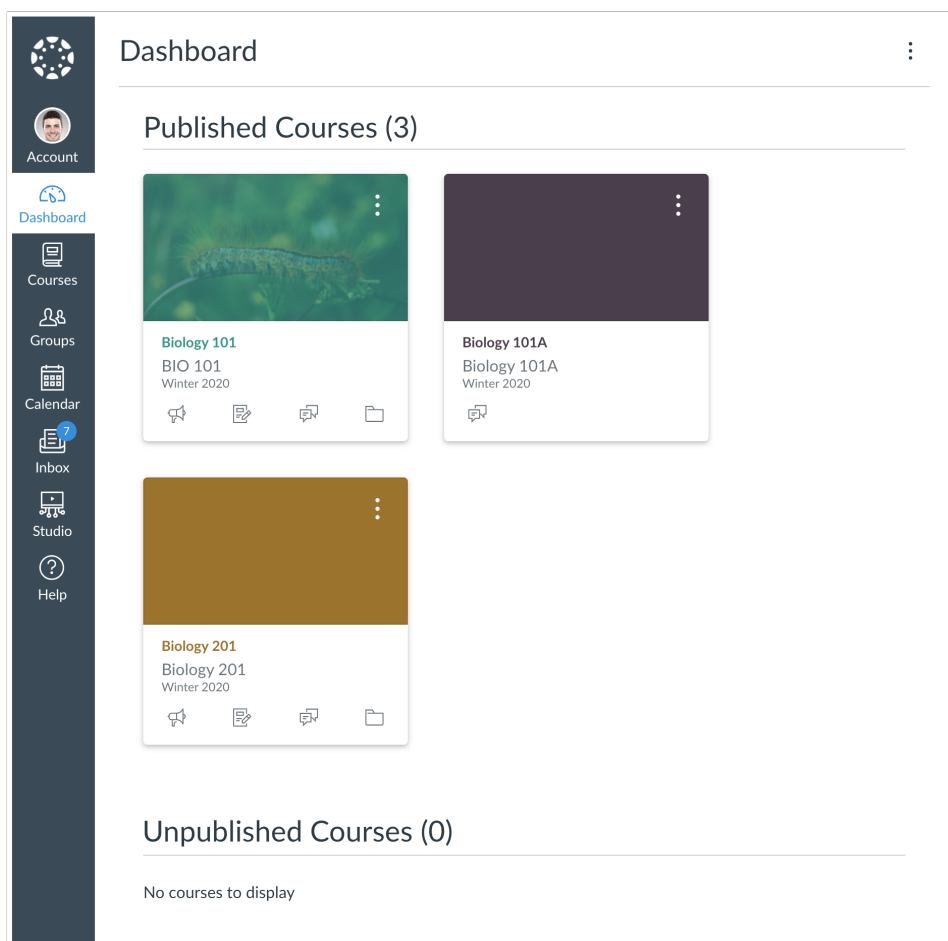 Dashboard
Account
Dashboard
Courses
Groups
Calendar
7
Inbox
Studio
?
Help
Published Courses (3)
Biology 101
BIO 101
Winter 2020
Biology 101A
Biology 101A
Winter 2020
Biology 201
Biology 201
Winter 2020
Unpublished Courses (0)
No courses to display